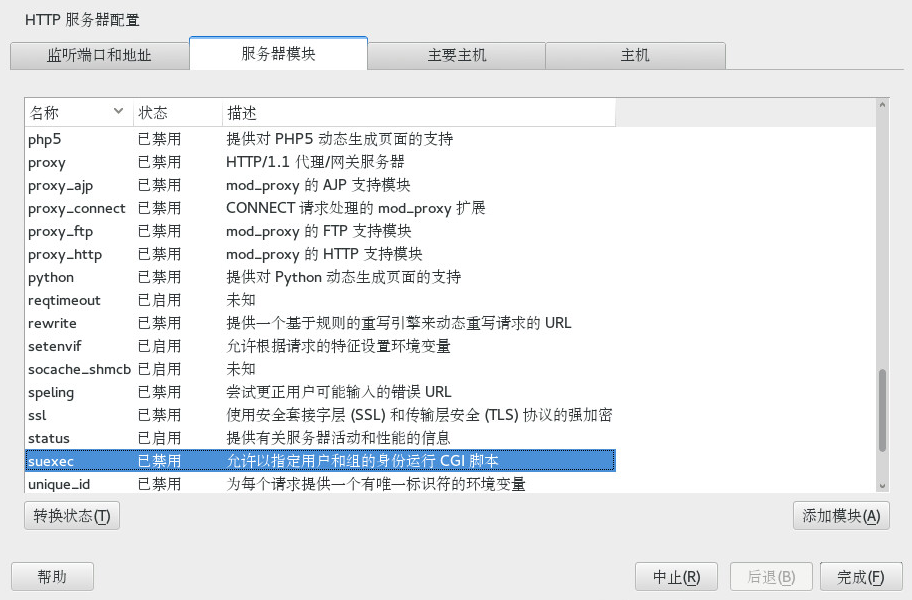 HTTP 服务器配置
监听端口和地址 服务器模块 主要主机 主机
名称 状态 描述
php5 已禁用 提供对 PHP5 动态生成页面的支持
proxy 已禁用 HTTP/1.1 代理/网关服务器
proxy_ajp 已禁用 mod_proxy 的 AJP 支持模块
proxy_connect 已禁用 CONNECT 请求处理的 mod_proxy 扩展
proxy_ftp 已禁用 mod_proxy 的 FTP 支持模块
proxy_http 已禁用 mod_proxy 的 HTTP 支持模块
python 已禁用 提供对 Python 动态生成页面的支持
reqtimeout 已启用 未知
rewrite 已禁用 提供一个基于规则的重写引擎来动态重写请求的 URL
setenvif 已启用 允许根据请求的特征设置环境变量
socache_shmcb 已启用 未知
speling 已禁用 尝试更正用户可能输入的错误 URL
ssl 已禁用 使用安全套接字层 (SSL) 和传输层安全 (TLS) 协议的强加密
status 已启用 提供有关服务器活动和性能的信息
suexec 已禁用 允许以指定用户和组的身份运行 CGI 脚本
unique_id 已禁用 为每个请求提供一个有唯一标识符的环境变量
转换状态(T) 添加模块(A)
帮助 中止(R) 后退(B) 完成(F)